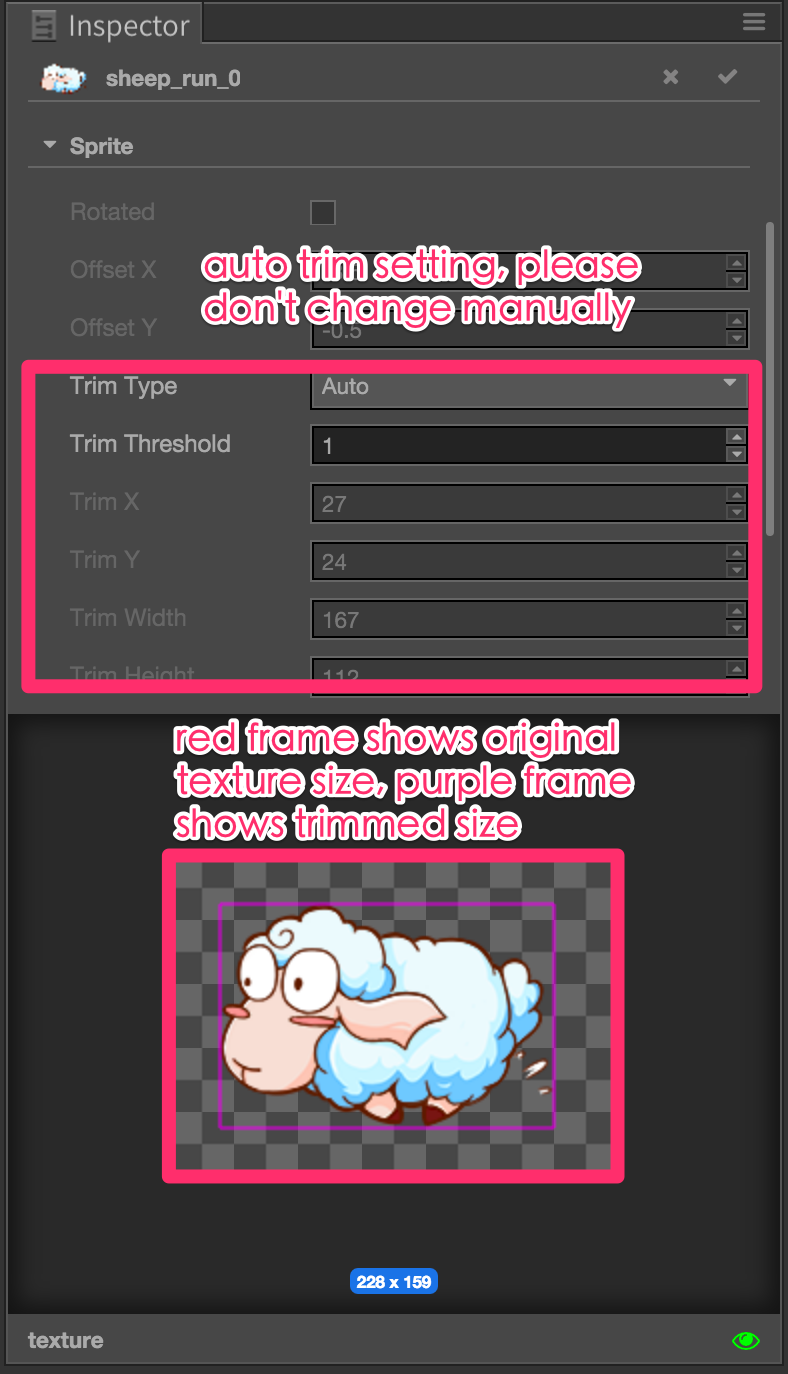 Inspector
sheep_run_0
Sprite
Rotated
auto trim setting, please
Offset X
don't change manually
Offset Y
-0.5
Trim Type Auto
Trim Threshold 1
Trim X 27
Trim Y 24
Trim Width 167
Trim Height 112
red frame shows original
texture size, purple frame
shows trimmed size
228 x 159
texture